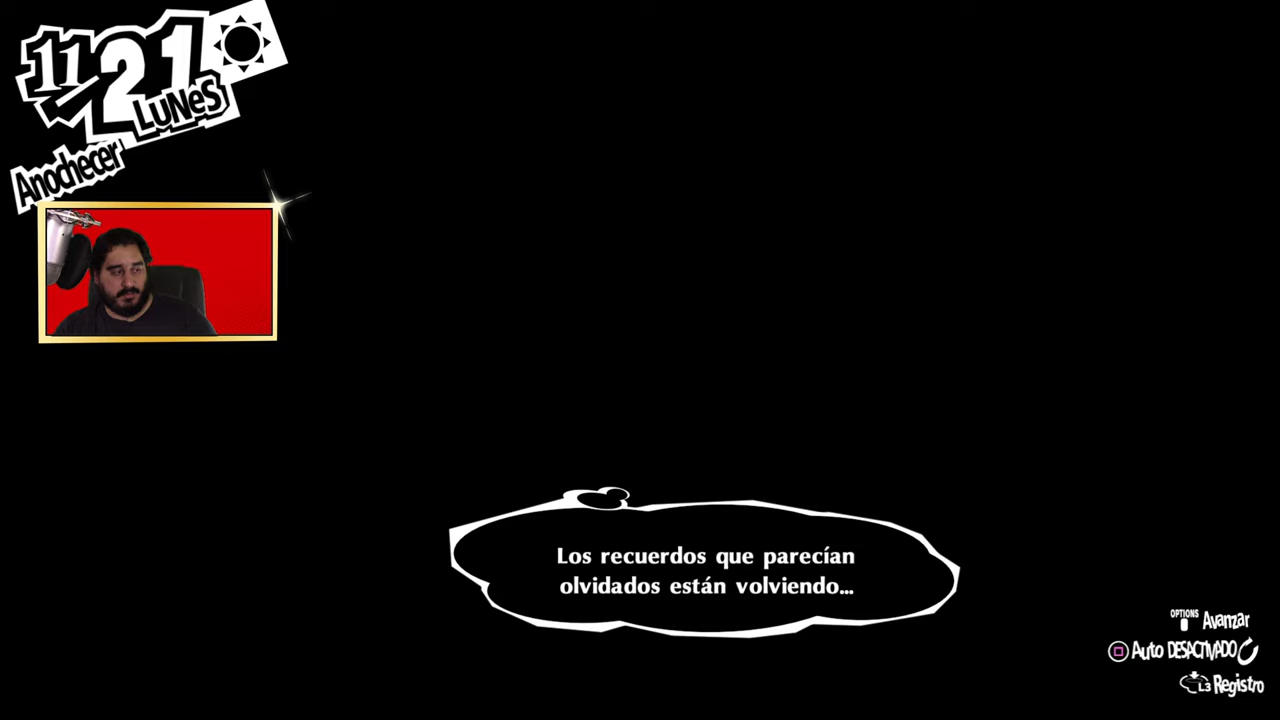 11/21
LuNeS
Anochecer
Los recuerdos que parecían
olvidados están volviendo...
OPTIONS Avanzar
Auto DESACTIVADO
L3 Registro